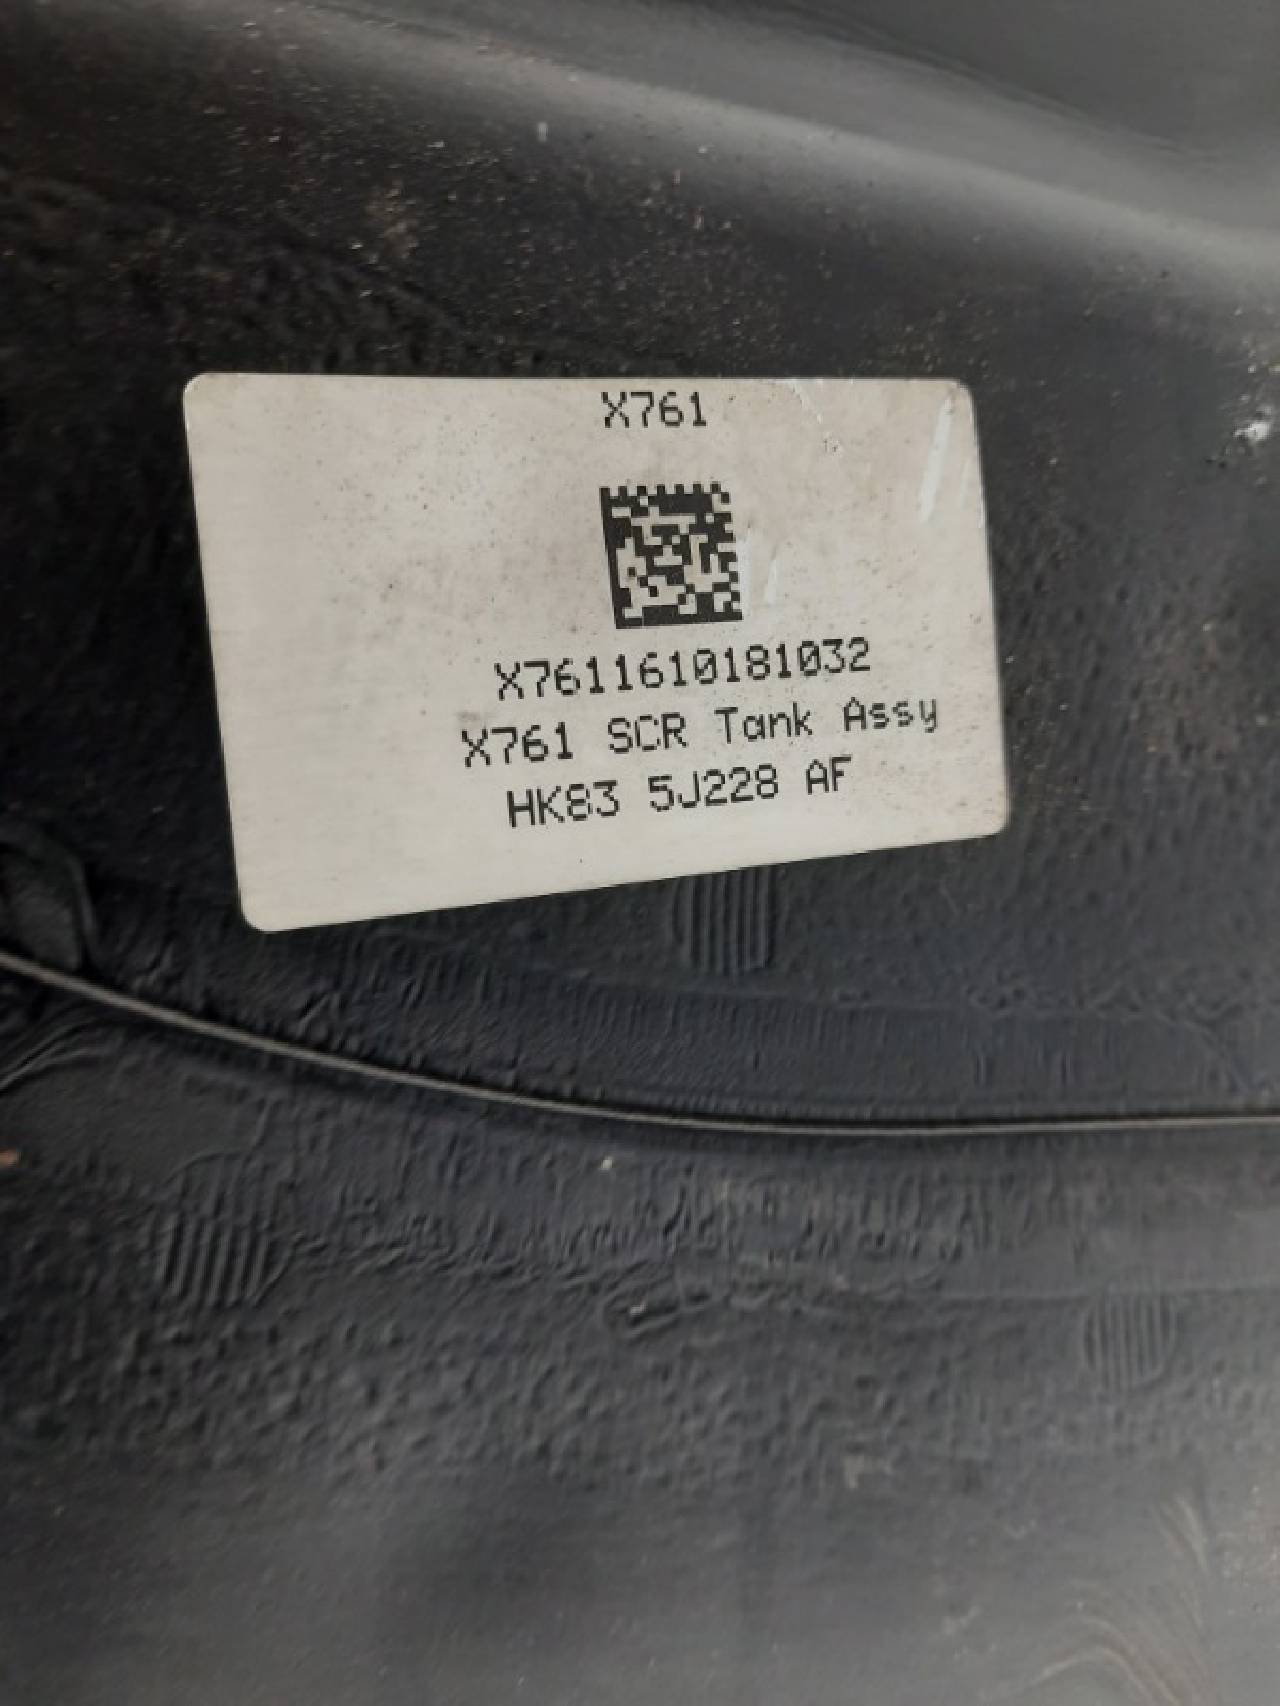 X761
X7611610181032
X761 SCR Tank Assy
HK83 5J228 AF